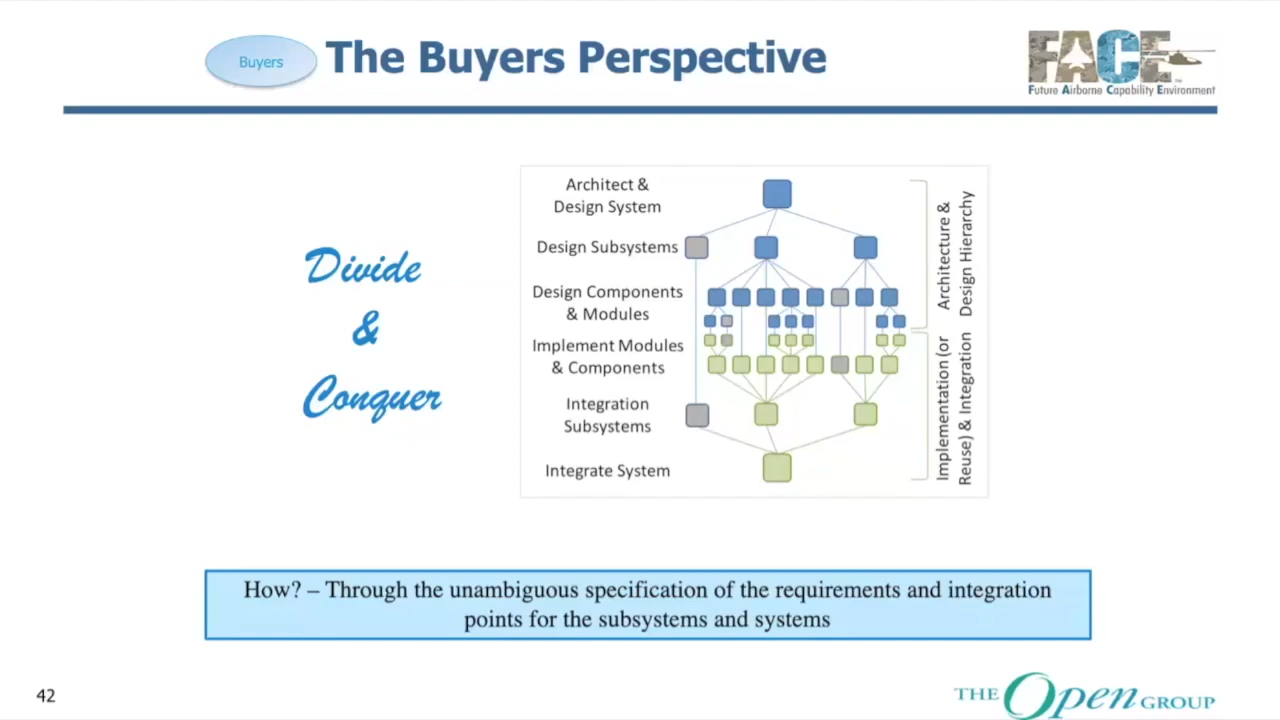 Buyers
The Buyers Perspective
FACE™
Future Airborne Capability Environment
Divide
&
Conquer
Architect &
Design System
Design Subsystems
Design Components
& Modules
Implement Modules
& Components
Integration
Subsystems
Integrate System
Architecture &
Design Hierarchy
Implementation (or
Reuse) & Integration
How? – Through the unambiguous specification of the requirements and integration
points for the subsystems and systems
42
THE Open GROUP